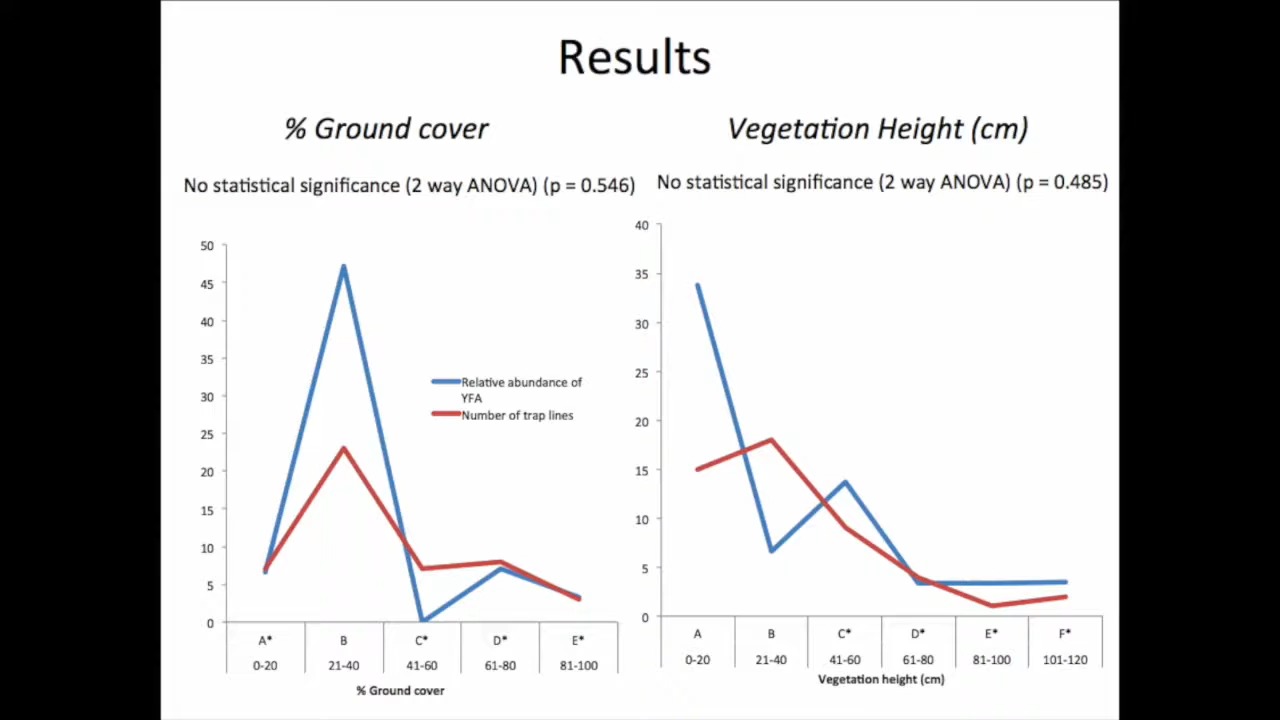 Results
% Ground cover
Vegetation Height (cm)
No statistical significance (2 way ANOVA) (p = 0.546)
No statistical significance (2 way ANOVA) (p = 0.485)
50
45
40
35
30
25
20
15
10
5
0
Relative abundance of
YFA
Number of trap lines
A* B C* D* E*
0-20 21-40 41-60 61-80 81-100
% Ground cover
40
35
30
25
20
15
10
5
0
A B C* D* E* F*
0-20 21-40 41-60 61-80 81-100 101-120
Vegetation height (cm)